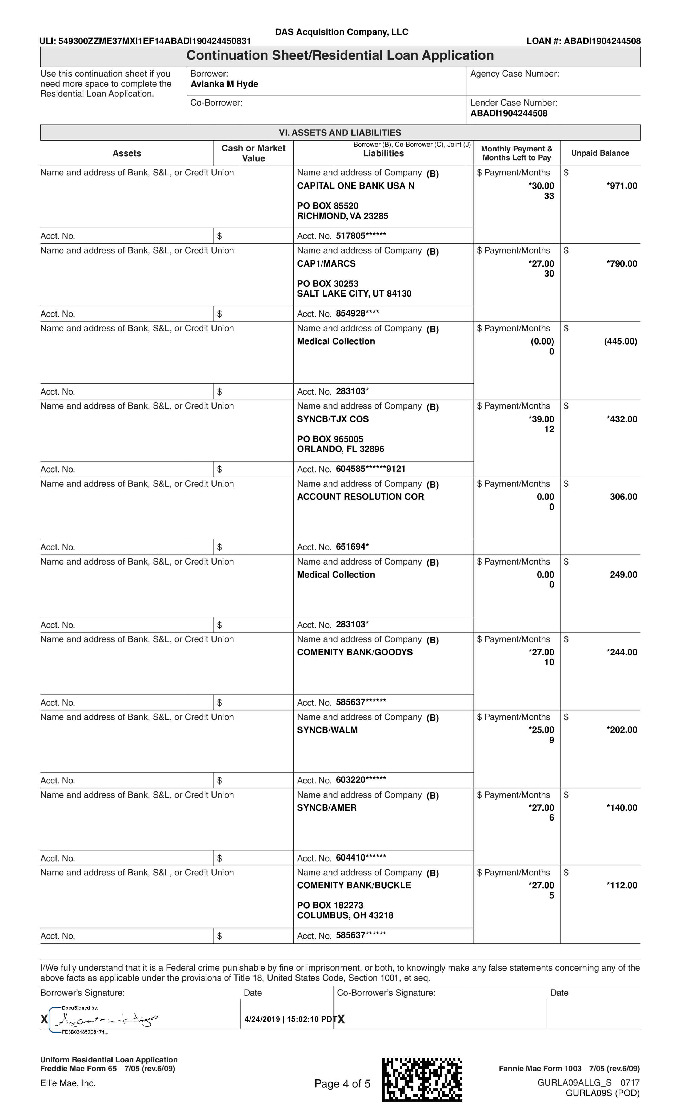 DAS Acquisition Company, LLC
ULI: 549300ZZME37MXI1EF14ABADI190424450831 LOAN #: ABADI1904244508
Continuation Sheet/Residential Loan Application
Use this continuation sheet if you need more space to complete the Residential Loan Application.
Borrower:
Avianka M Hyde
Agency Case Number:
Co-Borrower:
Lender Case Number:
ABADI1904244508
VI. ASSETS AND LIABILITIES
Assets
Cash or Market Value
Borrower (B), Co-Borrower (C), Joint (J)
Liabilities
Monthly Payment & Months Left to Pay
Unpaid Balance
Name and address of Bank, S&L, or Credit Union Name and address of Company (B) $ Payment/Months $
CAPITAL ONE BANK USA N *30.00 *971.00
33
PO BOX 85520
RICHMOND, VA 23285
Acct. No. $ Acct. No. 517805******
Name and address of Bank, S&L, or Credit Union Name and address of Company (B) $ Payment/Months $
CAP1/MARCS *27.00 *790.00
30
PO BOX 30253
SALT LAKE CITY, UT 84130
Acct. No. $ Acct. No. 854928****
Name and address of Bank, S&L, or Credit Union Name and address of Company (B) $ Payment/Months $
Medical Collection (0.00) (445.00)
0
Acct. No. $ Acct. No. 283103*
Name and address of Bank, S&L, or Credit Union Name and address of Company (B) $ Payment/Months $
SYNCB/TJX COS *39.00 *432.00
12
PO BOX 965005
ORLANDO, FL 32896
Acct. No. $ Acct. No. 604585******9121
Name and address of Bank, S&L, or Credit Union Name and address of Company (B) $ Payment/Months $
ACCOUNT RESOLUTION COR 0.00 306.00
0
Acct. No. $ Acct. No. 651694*
Name and address of Bank, S&L, or Credit Union Name and address of Company (B) $ Payment/Months $
Medical Collection 0.00 249.00
0
Acct. No. $ Acct. No. 283103*
Name and address of Bank, S&L, or Credit Union Name and address of Company (B) $ Payment/Months $
COMENITY BANK/GOODYS *27.00 *244.00
10
Acct. No. $ Acct. No. 585637******
Name and address of Bank, S&L, or Credit Union Name and address of Company (B) $ Payment/Months $
SYNCB/WALM *25.00 *202.00
9
Acct. No. $ Acct. No. 603220******
Name and address of Bank, S&L, or Credit Union Name and address of Company (B) $ Payment/Months $
SYNCB/AMER *27.00 *140.00
6
Acct. No. $ Acct. No. 604410******
Name and address of Bank, S&L, or Credit Union Name and address of Company (B) $ Payment/Months $
COMENITY BANK/BUCKLE *27.00 *112.00
5
PO BOX 182273
COLUMBUS, OH 43218
Acct. No. $ Acct. No. 585637******
I/We fully understand that it is a Federal crime punishable by fine or imprisonment, or both, to knowingly make any false statements concerning any of the
above facts as applicable under the provisions of Title 18, United States Code, Section 1001, et seq.
Borrower's Signature: Date Co-Borrower's Signature: Date
DocuSigned by:
X 4/24/2019 | 15:02:10 PDT X
Uniform Residential Loan Application
Freddie Mac Form 65 7/05 (rev.6/09) Fannie Mae Form 1003 7/05 (rev.6/09)
Ellie Mae, Inc. Page 4 of 5 GURLA09ALLG_S 0717
GURLA09S (POD)